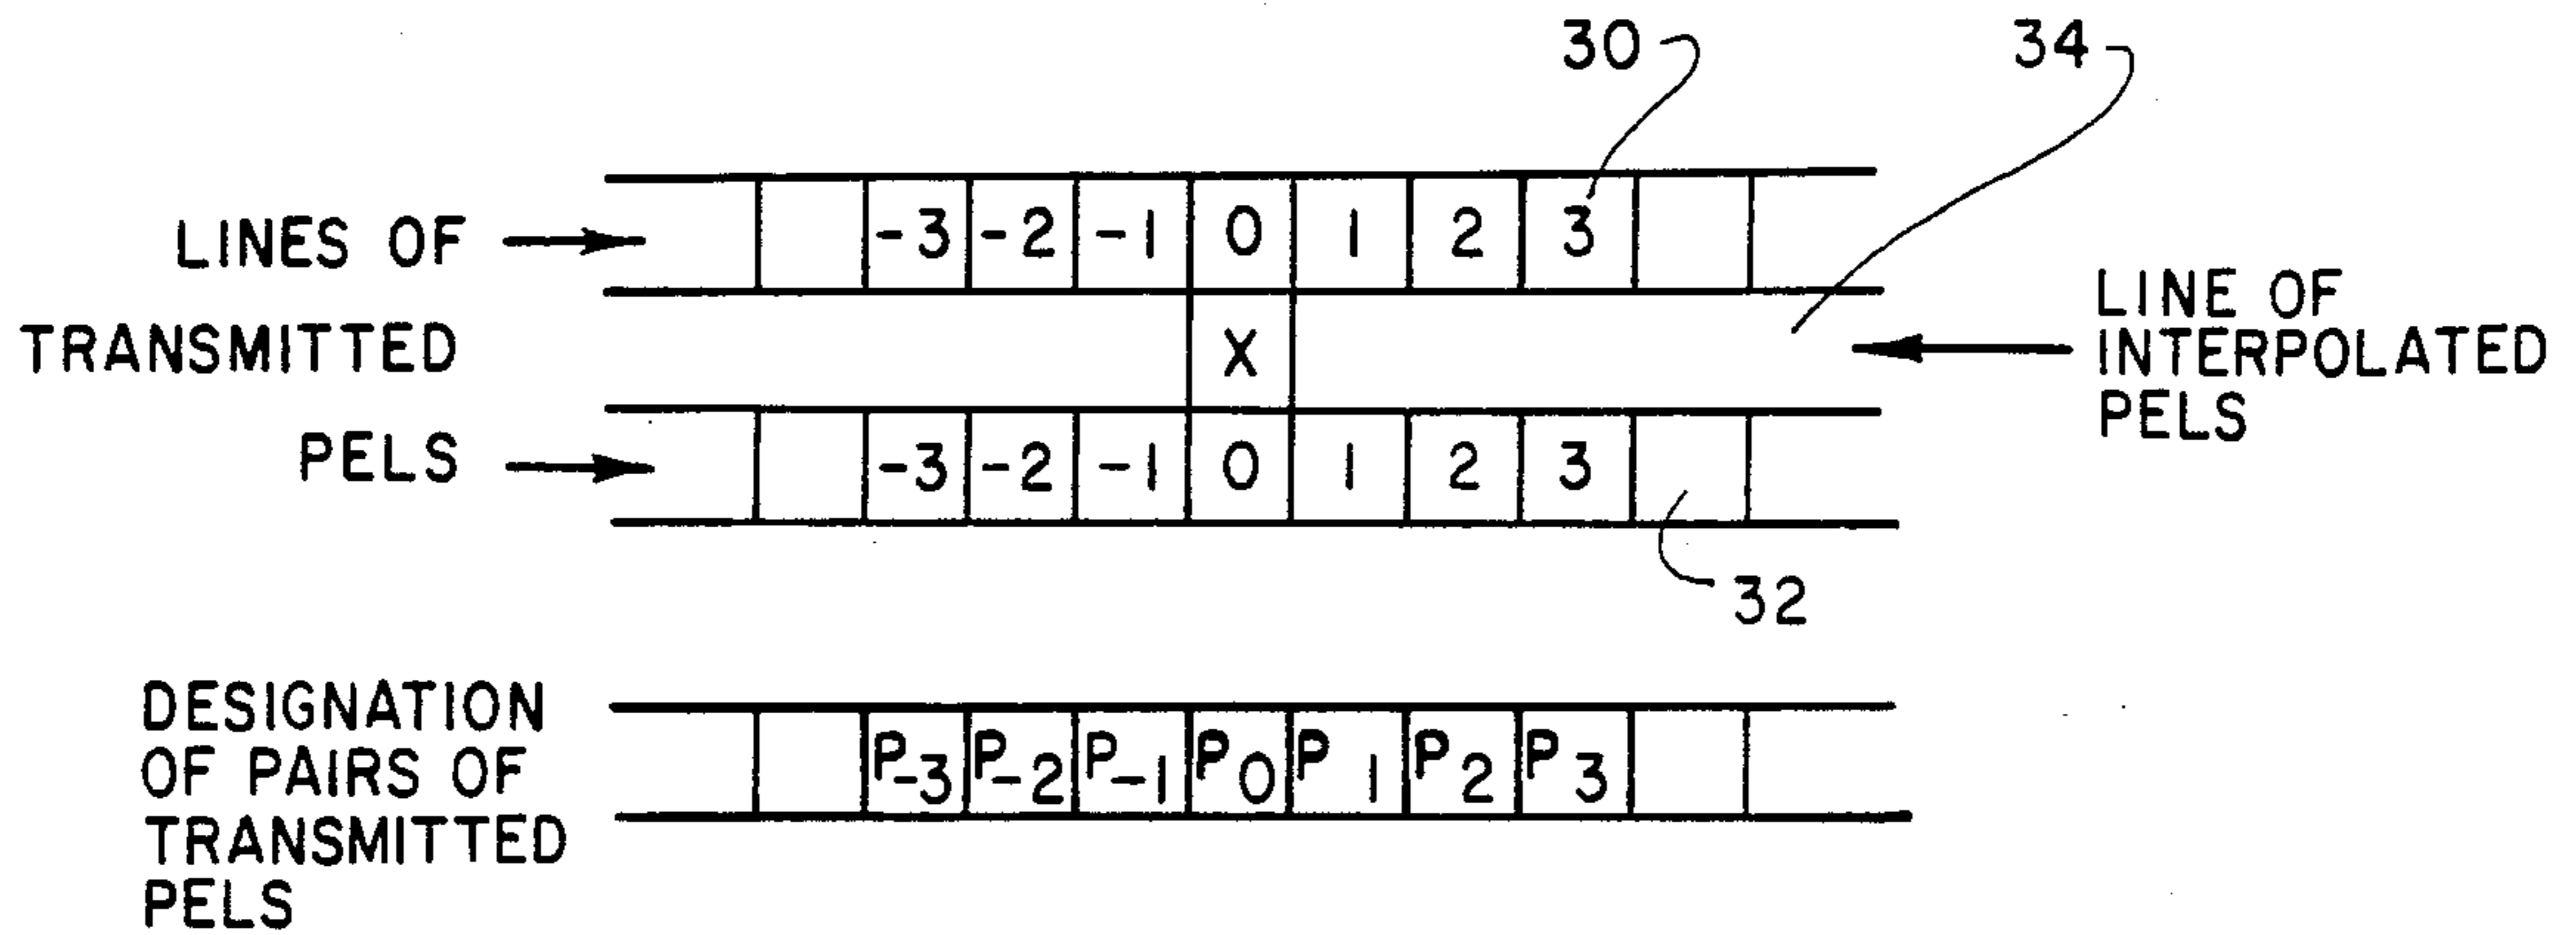 30
34
LINES OF
-3 -2 -1 0 1 2 3
TRANSMITTED
X
LINE OF
INTERPOLATED
PELS
PELS
-3 -2 -1 0 1 2 3
32
DESIGNATION
OF PAIRS OF
TRANSMITTED
PELS
P-3 P-2 P-1 P0 P1 P2 P3